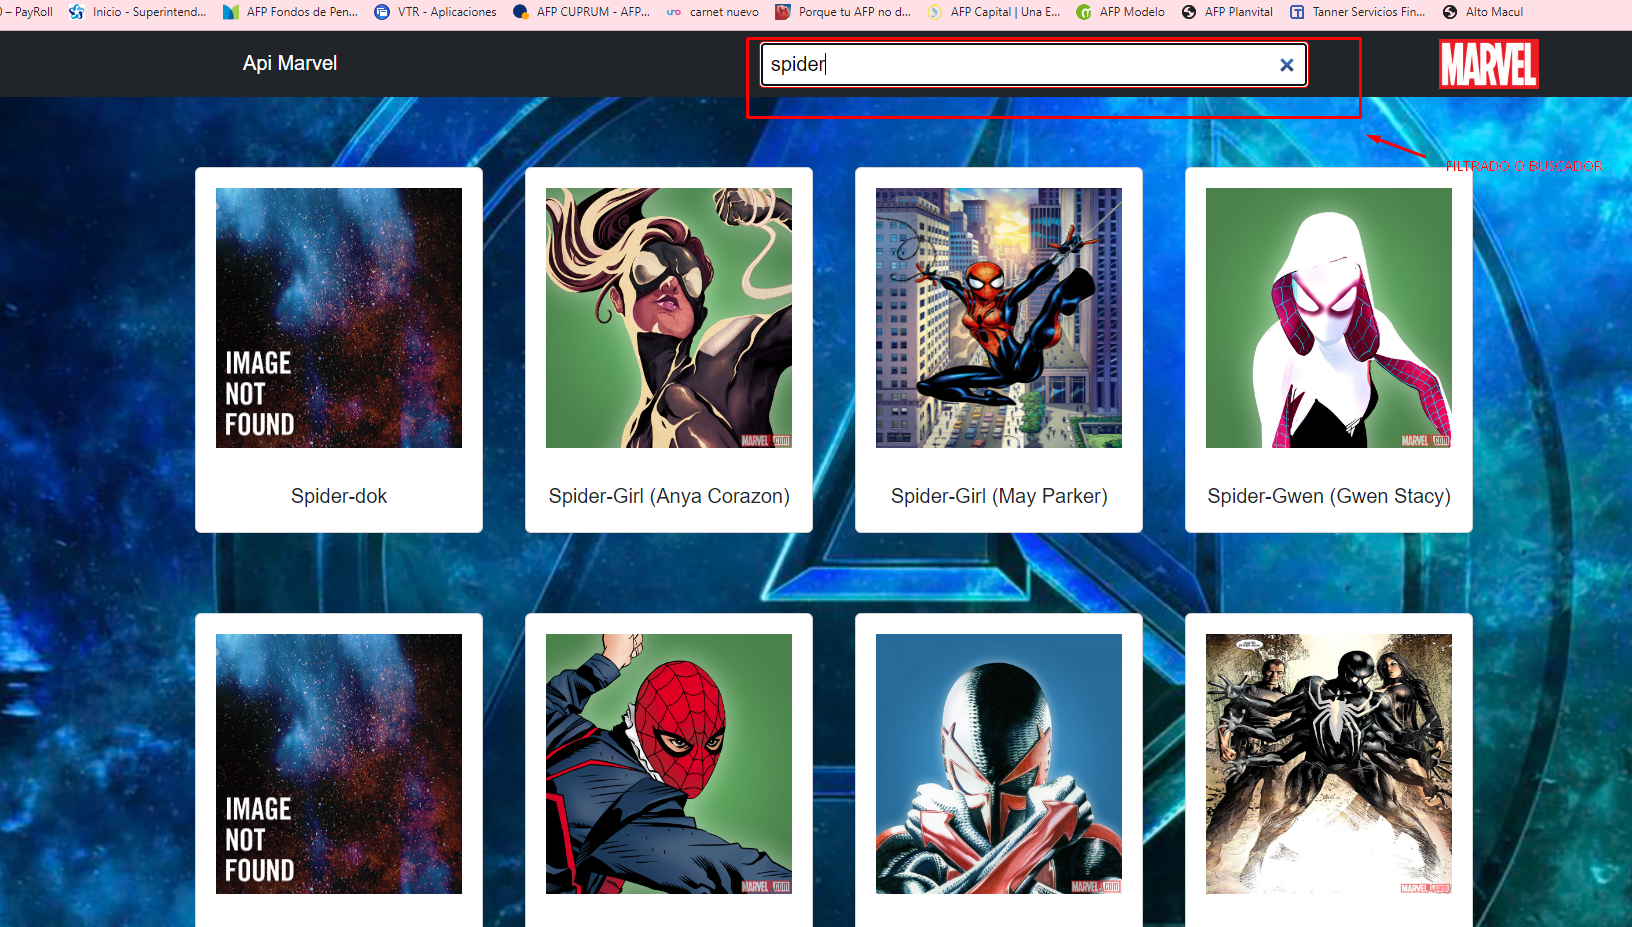 0 – PayRoll
Inicio - Superintend...
AFP Fondos de Pen...
VTR - Aplicaciones
AFP CUPRUM - AFP...
uno
carnet nuevo
Porque tu AFP no d...
AFP Capital | Una E...
AFP Modelo
AFP Planvital
Tanner Servicios Fin...
Alto Macul
Api Marvel
spider
MARVEL
FILTRADO O BUSCADOR
IMAGE
NOT
FOUND
MARVEL.COM
MARVEL.COM
Spider-dok
Spider-Girl (Anya Corazon)
Spider-Girl (May Parker)
Spider-Gwen (Gwen Stacy)
IMAGE
NOT
FOUND
MARVEL.COM
MARVEL.COM
MARVEL.COM